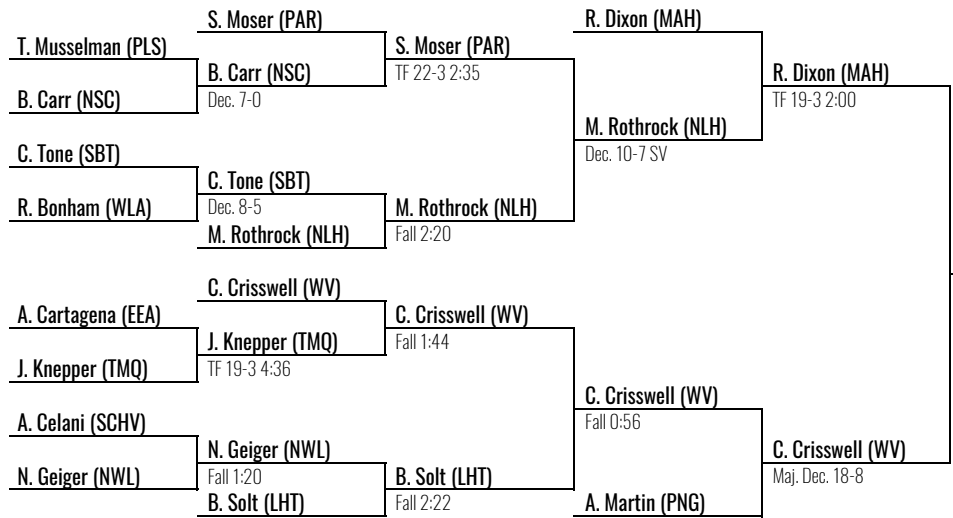 S. Moser (PAR)
R. Dixon (MAH)
T. Musselman (PLS)
S. Moser (PAR)
TF 22-3 2:35
B. Carr (NSC)
Dec. 7-0
R. Dixon (MAH)
TF 19-3 2:00
B. Carr (NSC)
M. Rothrock (NLH)
Dec. 10-7 SV
C. Tone (SBT)
C. Tone (SBT)
Dec. 8-5
R. Bonham (WLA)
M. Rothrock (NLH)
Fall 2:20
M. Rothrock (NLH)
C. Crisswell (WV)
A. Cartagena (EEA)
C. Crisswell (WV)
Fall 1:44
J. Knepper (TMQ)
TF 19-3 4:36
J. Knepper (TMQ)
C. Crisswell (WV)
Fall 0:56
A. Celani (SCHV)
N. Geiger (NWL)
Fall 1:20
C. Crisswell (WV)
Maj. Dec. 18-8
N. Geiger (NWL)
B. Solt (LHT)
Fall 2:22
B. Solt (LHT)
A. Martin (PNG)